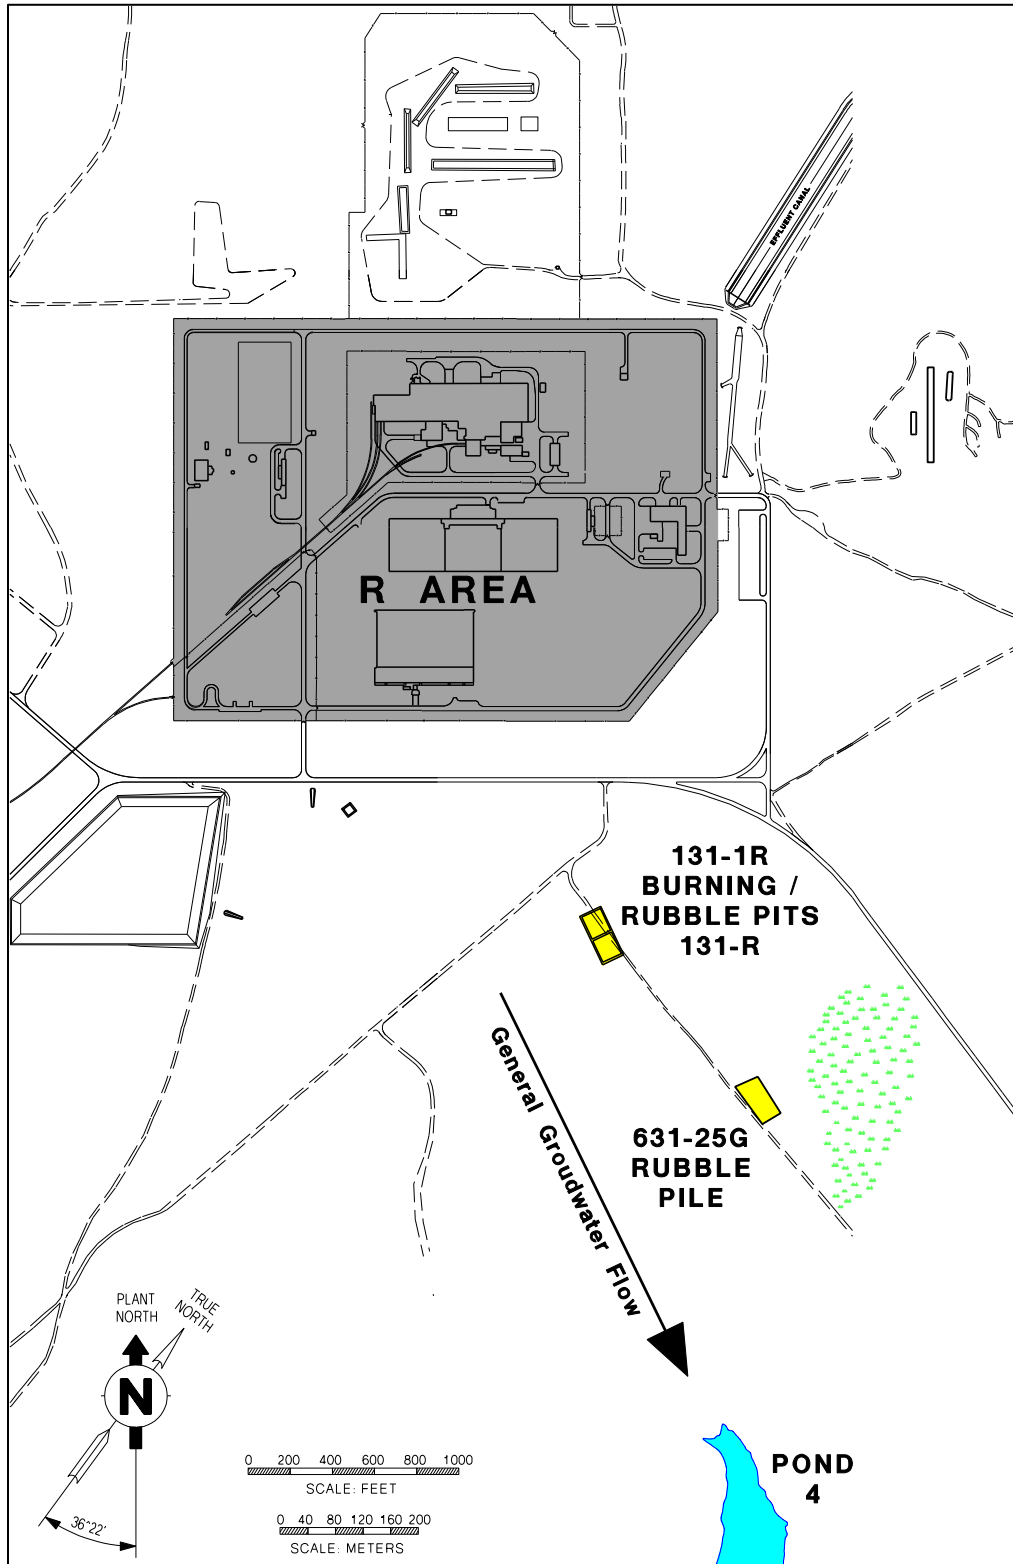 EFFLUENT CANAL
R AREA
131-1R
BURNING /
RUBBLE PITS
131-R
General Groudwater Flow
631-25G
RUBBLE
PILE
PLANT
NORTH
TRUE
NORTH
N
36°22'
0 200 400 600 800 1000
SCALE: FEET
0 40 80 120 160 200
SCALE: METERS
POND
4